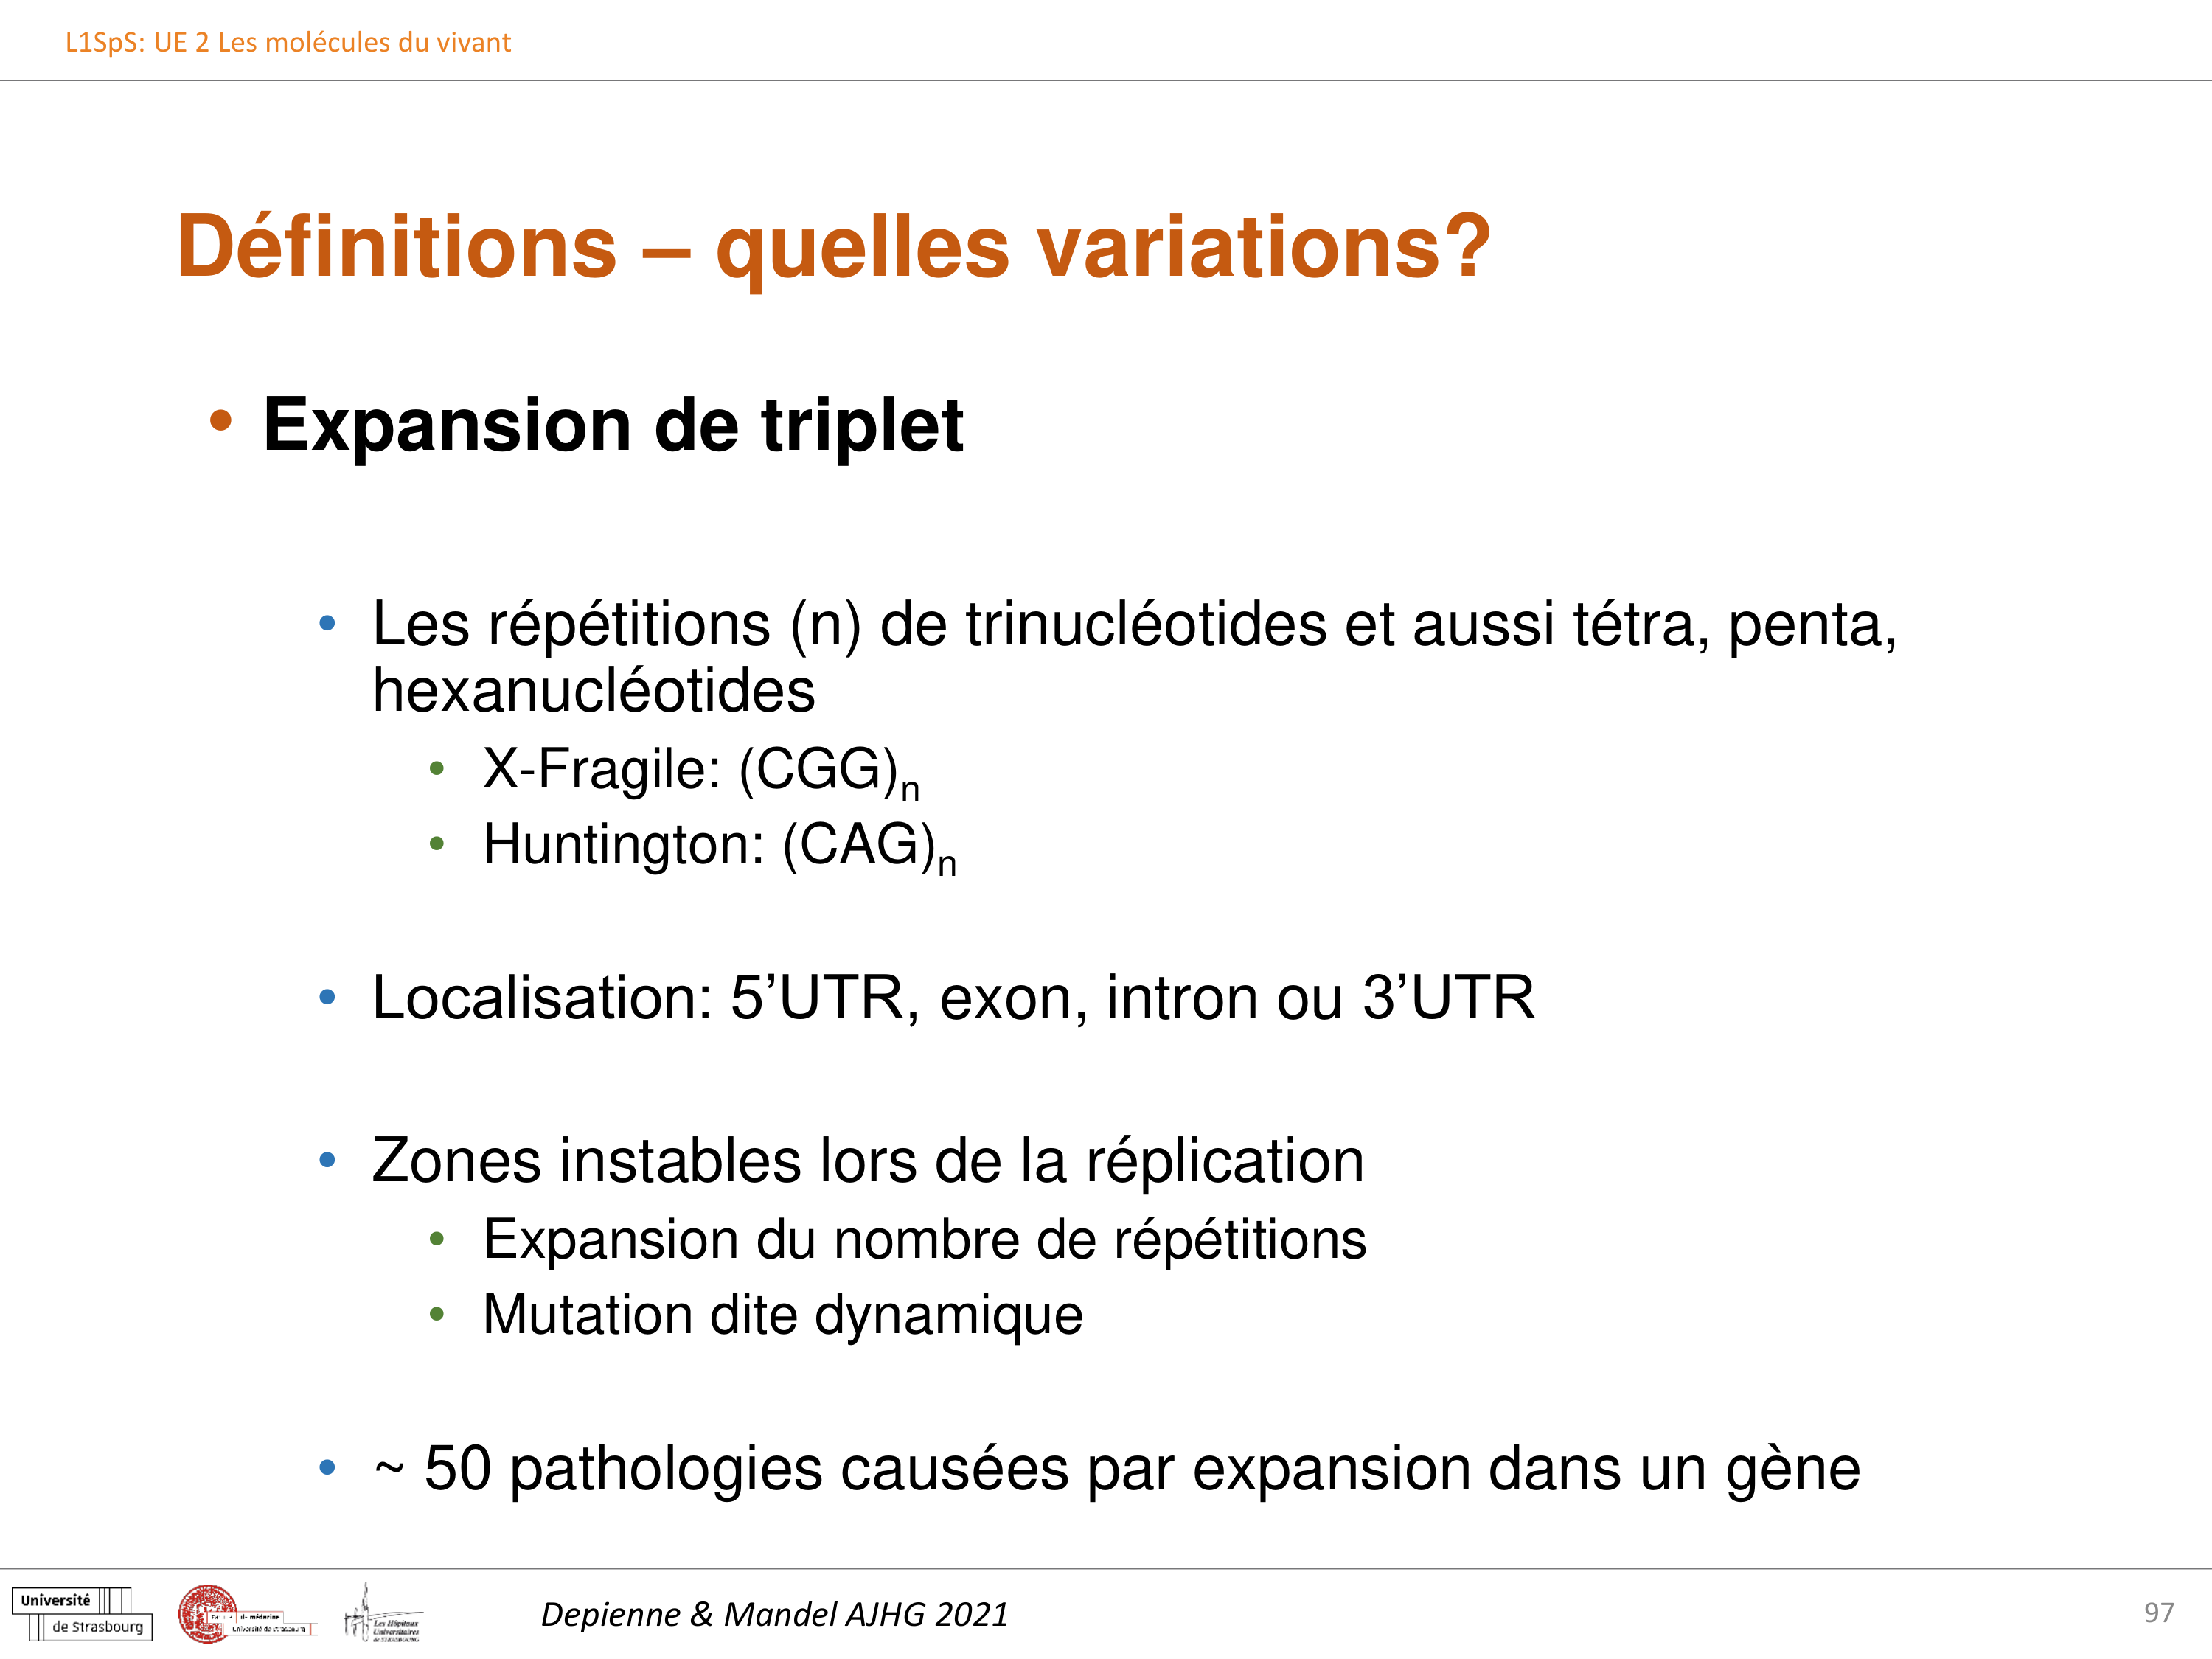 L1SpS: UE 2 Les molécules du vivant
Définitions – quelles variations?
• Expansion de triplet
• Les répétitions (n) de trinucléotides et aussi tétra, penta,
hexanucléotides
• X-Fragile: (CGG)n
• Huntington: (CAG)n
• Localisation: 5’UTR, exon, intron ou 3’UTR
• Zones instables lors de la réplication
• Expansion du nombre de répétitions
• Mutation dite dynamique
• ~ 50 pathologies causées par expansion dans un gène
Université
de Strasbourg
de médecine
Université de Strasbourg
Les Hôpitaux
Universitaires
de STRASBOURG
Depienne & Mandel AJHG 2021
97